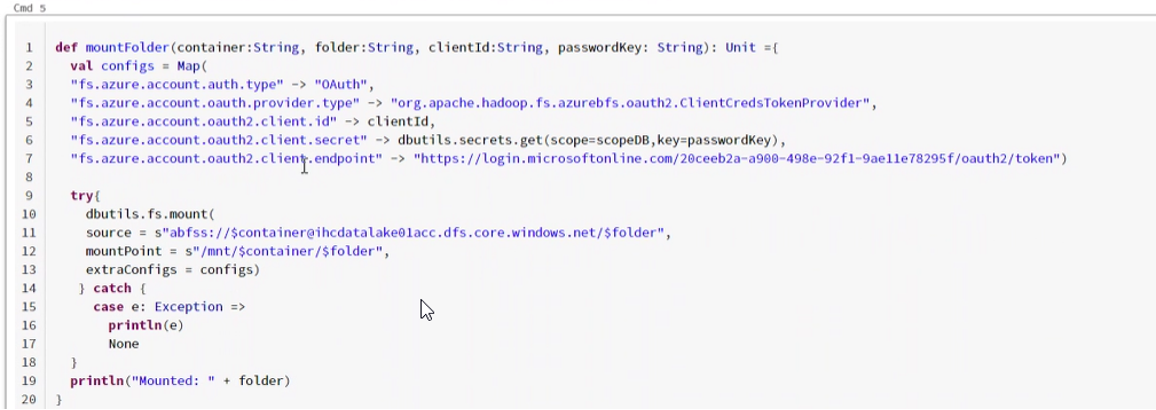 Cmd 5
1 def mountFolder(container:String, folder:String, clientId:String, passwordKey: String): Unit ={
2 val configs = Map(
3 "fs.azure.account.auth.type" -> "OAuth",
4 "fs.azure.account.oauth.provider.type" -> "org.apache.hadoop.fs.azurebfs.oauth2.ClientCredsTokenProvider",
5 "fs.azure.account.oauth2.client.id" -> clientId,
6 "fs.azure.account.oauth2.client.secret" -> dbutils.secrets.get(scope=scopeDB,key=passwordKey),
7 "fs.azure.account.oauth2.client.endpoint" -> "https://login.microsoftonline.com/20ceeb2a-a900-498e-92f1-9ae11e78295f/oauth2/token")
8
9 try{
10 dbutils.fs.mount(
11 source = s"abfss://$container@ihcdatalake01acc.dfs.core.windows.net/$folder",
12 mountPoint = s"/mnt/$container/$folder",
13 extraConfigs = configs)
14 } catch {
15 case e: Exception =>
16 println(e)
17 None
18 }
19 println("Mounted: " + folder)
20 }